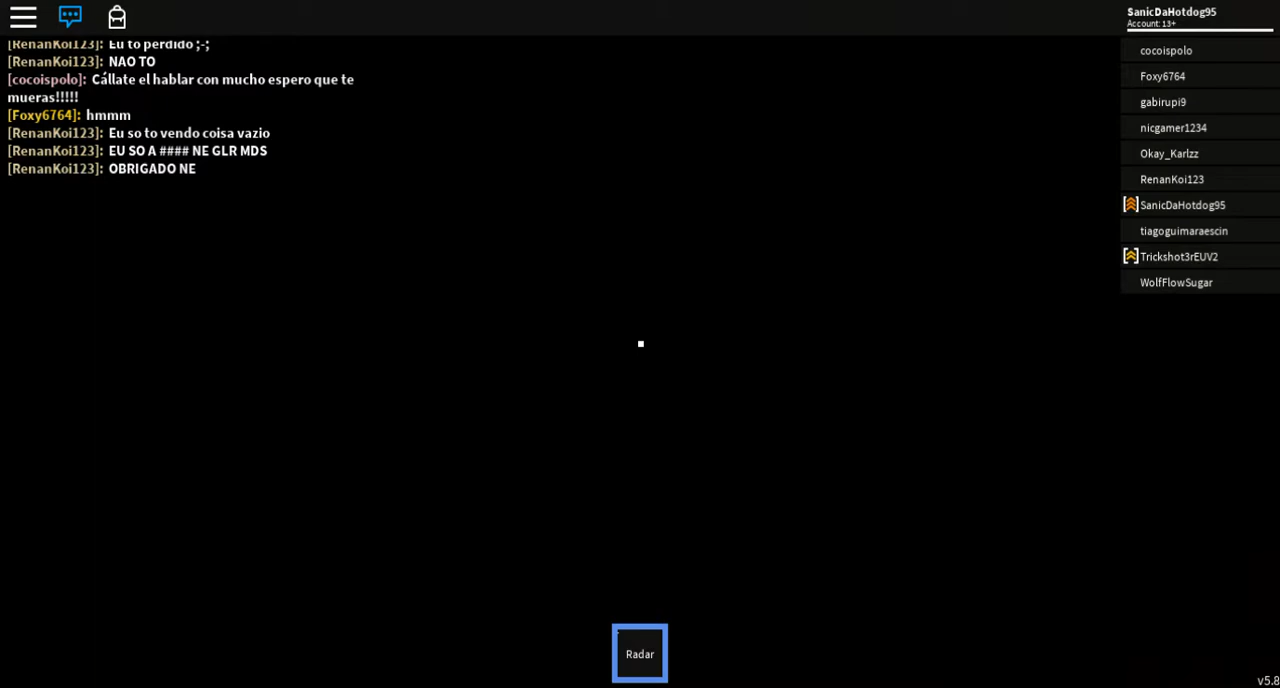 SanicDaHotdog95
Account: 13+
[RenanKoi123]: Eu to perdido ;-;
[RenanKoi123]: NAO TO
[cocoispolo]: Cállate el hablar con mucho espero que te
mueras!!!!!
[Foxy6764]: hmmm
[RenanKoi123]: Eu so to vendo coisa vazio
[RenanKoi123]: EU SO A #### NE GLR MDS
[RenanKoi123]: OBRIGADO NE
cocoispolo
Foxy6764
gabirupi9
nicgamer1234
Okay_Karlzz
RenanKoi123
SanicDaHotdog95
tiagoguimaraescin
Trickshot3rEUV2
WolfFlowSugar
Radar
v5.8